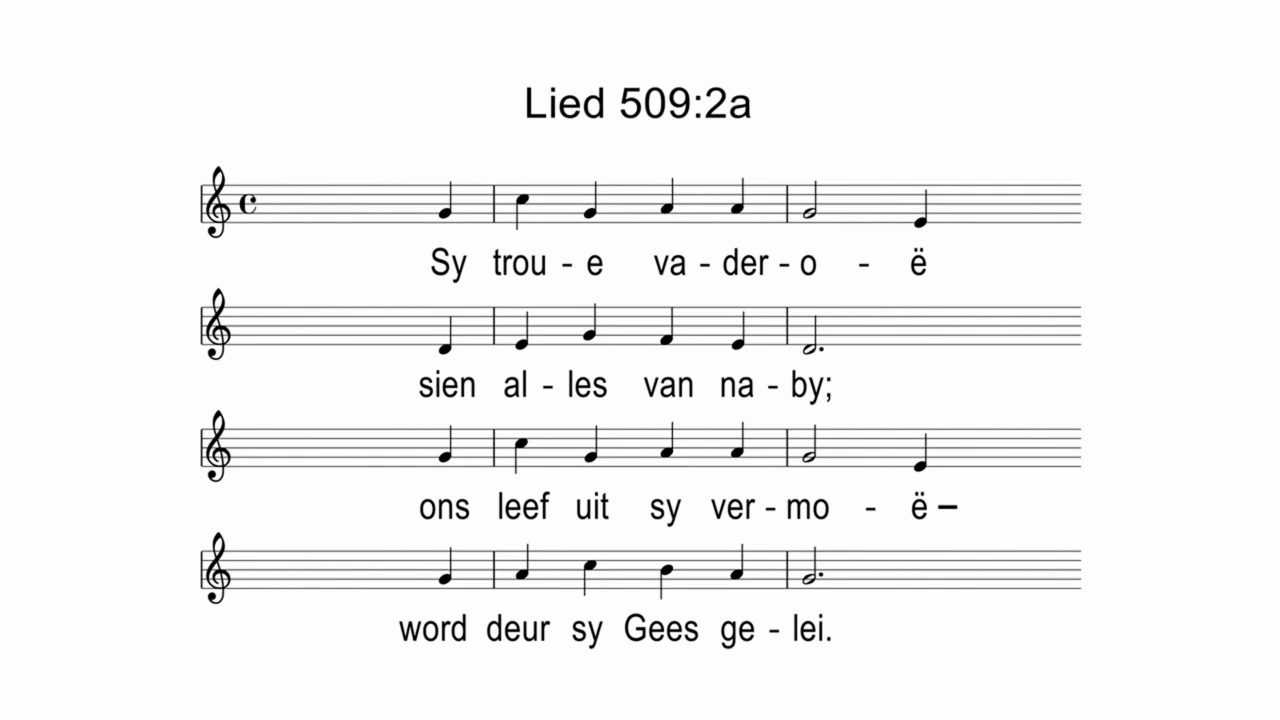 Lied 509:2a
Sy trou - e va - der - o - ë
sien al - les van na - by;
ons leef uit sy ver - mo - ë –
word deur sy Gees ge - lei.